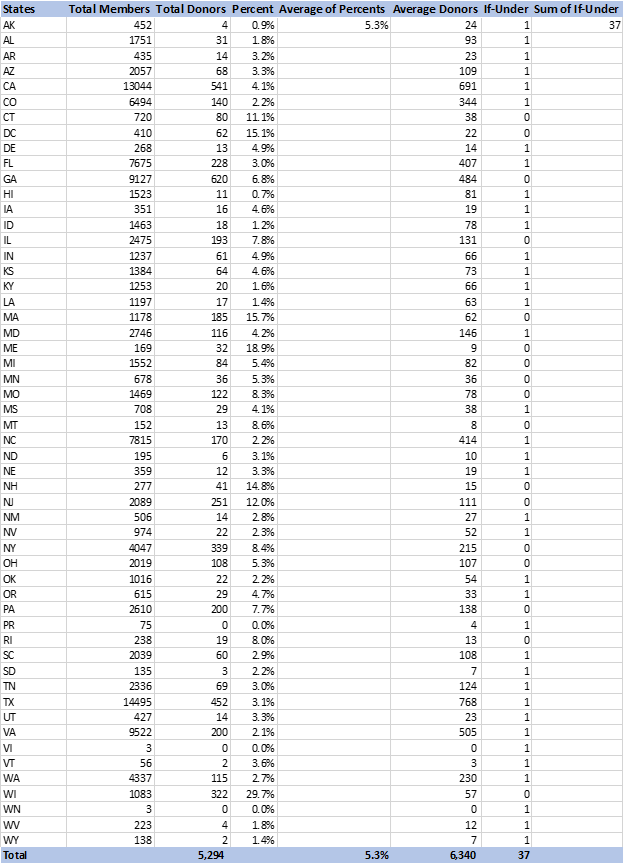 States Total Members Total Donors Percent Average of Percents Average Donors If-Under Sum of If-Under
AK 452 4 0.9% 5.3% 24 1 37
AL 1751 31 1.8% 93 1
AR 435 14 3.2% 23 1
AZ 2057 68 3.3% 109 1
CA 13044 541 4.1% 691 1
CO 6494 140 2.2% 344 1
CT 720 80 11.1% 38 0
DC 410 62 15.1% 22 0
DE 268 13 4.9% 14 1
FL 7675 228 3.0% 407 1
GA 9127 620 6.8% 484 0
HI 1523 11 0.7% 81 1
IA 351 16 4.6% 19 1
ID 1463 18 1.2% 78 1
IL 2475 193 7.8% 131 0
IN 1237 61 4.9% 66 1
KS 1384 64 4.6% 73 1
KY 1253 20 1.6% 66 1
LA 1197 17 1.4% 63 1
MA 1178 185 15.7% 62 0
MD 2746 116 4.2% 146 1
ME 169 32 18.9% 9 0
MI 1552 84 5.4% 82 0
MN 678 36 5.3% 36 0
MO 1469 122 8.3% 78 0
MS 708 29 4.1% 38 1
MT 152 13 8.6% 8 0
NC 7815 170 2.2% 414 1
ND 195 6 3.1% 10 1
NE 359 12 3.3% 19 1
NH 277 41 14.8% 15 0
NJ 2089 251 12.0% 111 0
NM 506 14 2.8% 27 1
NV 974 22 2.3% 52 1
NY 4047 339 8.4% 215 0
OH 2019 108 5.3% 107 0
OK 1016 22 2.2% 54 1
OR 615 29 4.7% 33 1
PA 2610 200 7.7% 138 0
PR 75 0 0.0% 4 1
RI 238 19 8.0% 13 0
SC 2039 60 2.9% 108 1
SD 135 3 2.2% 7 1
TN 2336 69 3.0% 124 1
TX 14495 452 3.1% 768 1
UT 427 14 3.3% 23 1
VA 9522 200 2.1% 505 1
VI 3 0 0.0% 0 1
VT 56 2 3.6% 3 1
WA 4337 115 2.7% 230 1
WI 1083 322 29.7% 57 0
WN 3 0 0.0% 0 1
WV 223 4 1.8% 12 1
WY 138 2 1.4% 7 1
Total 5,294 5.3% 6,340 37